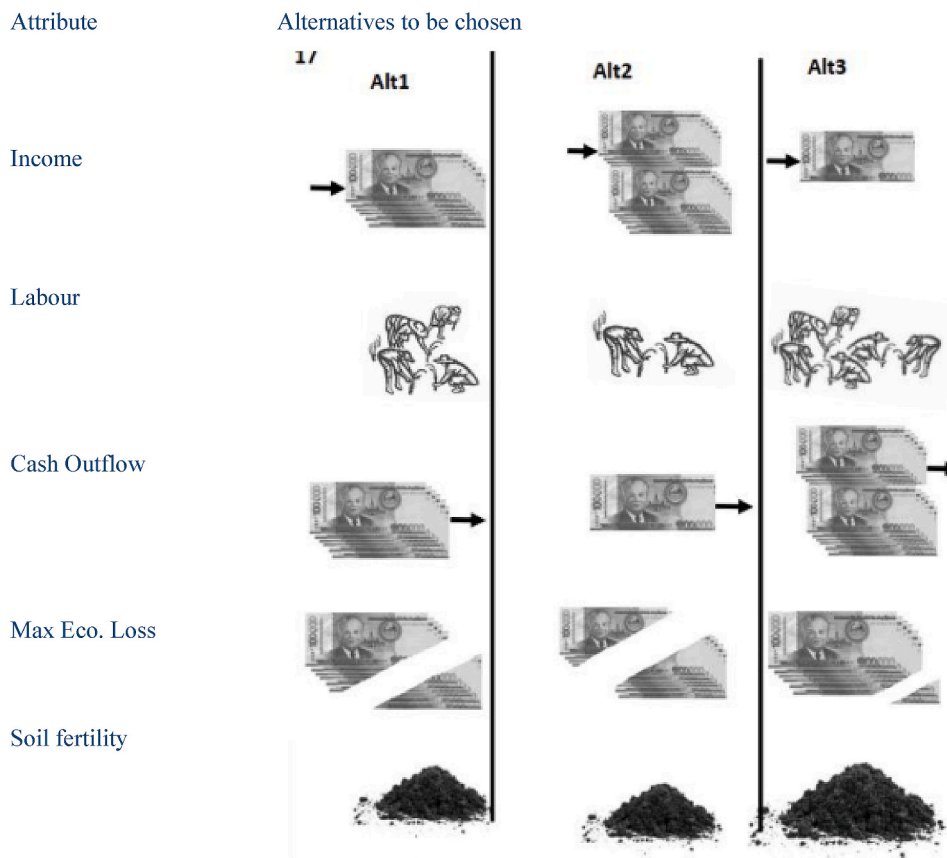 Attribute Alternatives to be chosen
17
Alt1 Alt2 Alt3
Income
Labour
Cash Outflow
Max Eco. Loss
Soil fertility